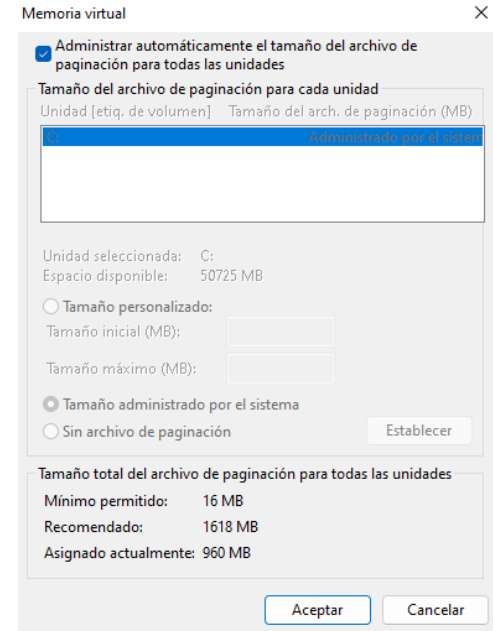 Memoria virtual
Administrar automáticamente el tamaño del archivo de
paginación para todas las unidades
Tamaño del archivo de paginación para cada unidad
Unidad [etiq. de volumen] Tamaño del arch. de paginación (MB)
C: Administrado por el sistem
Unidad seleccionada: C:
Espacio disponible: 50725 MB
Tamaño personalizado:
Tamaño inicial (MB):
Tamaño máximo (MB):
Tamaño administrado por el sistema
Sin archivo de paginación
Establecer
Tamaño total del archivo de paginación para todas las unidades
Mínimo permitido: 16 MB
Recomendado: 1618 MB
Asignado actualmente: 960 MB
Aceptar Cancelar